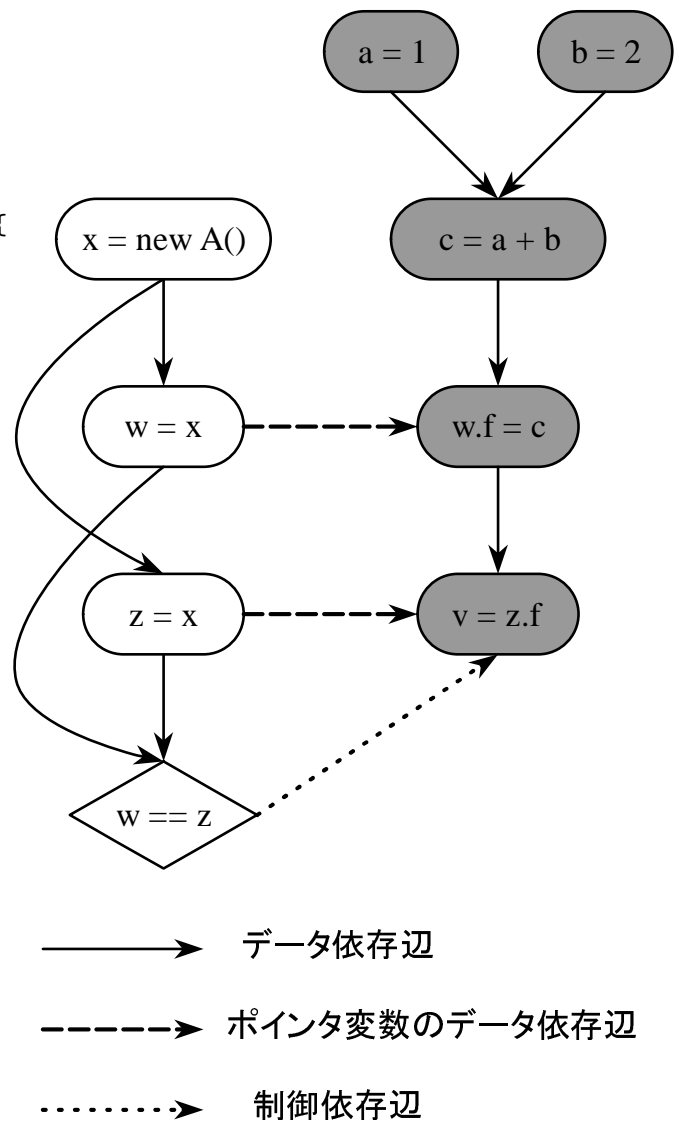 a = 1
b = 2
{
x = new A()
c = a + b
w = x
w.f = c
z = x
v = z.f
w == z
データ依存辺
ポインタ変数のデータ依存辺
制御依存辺